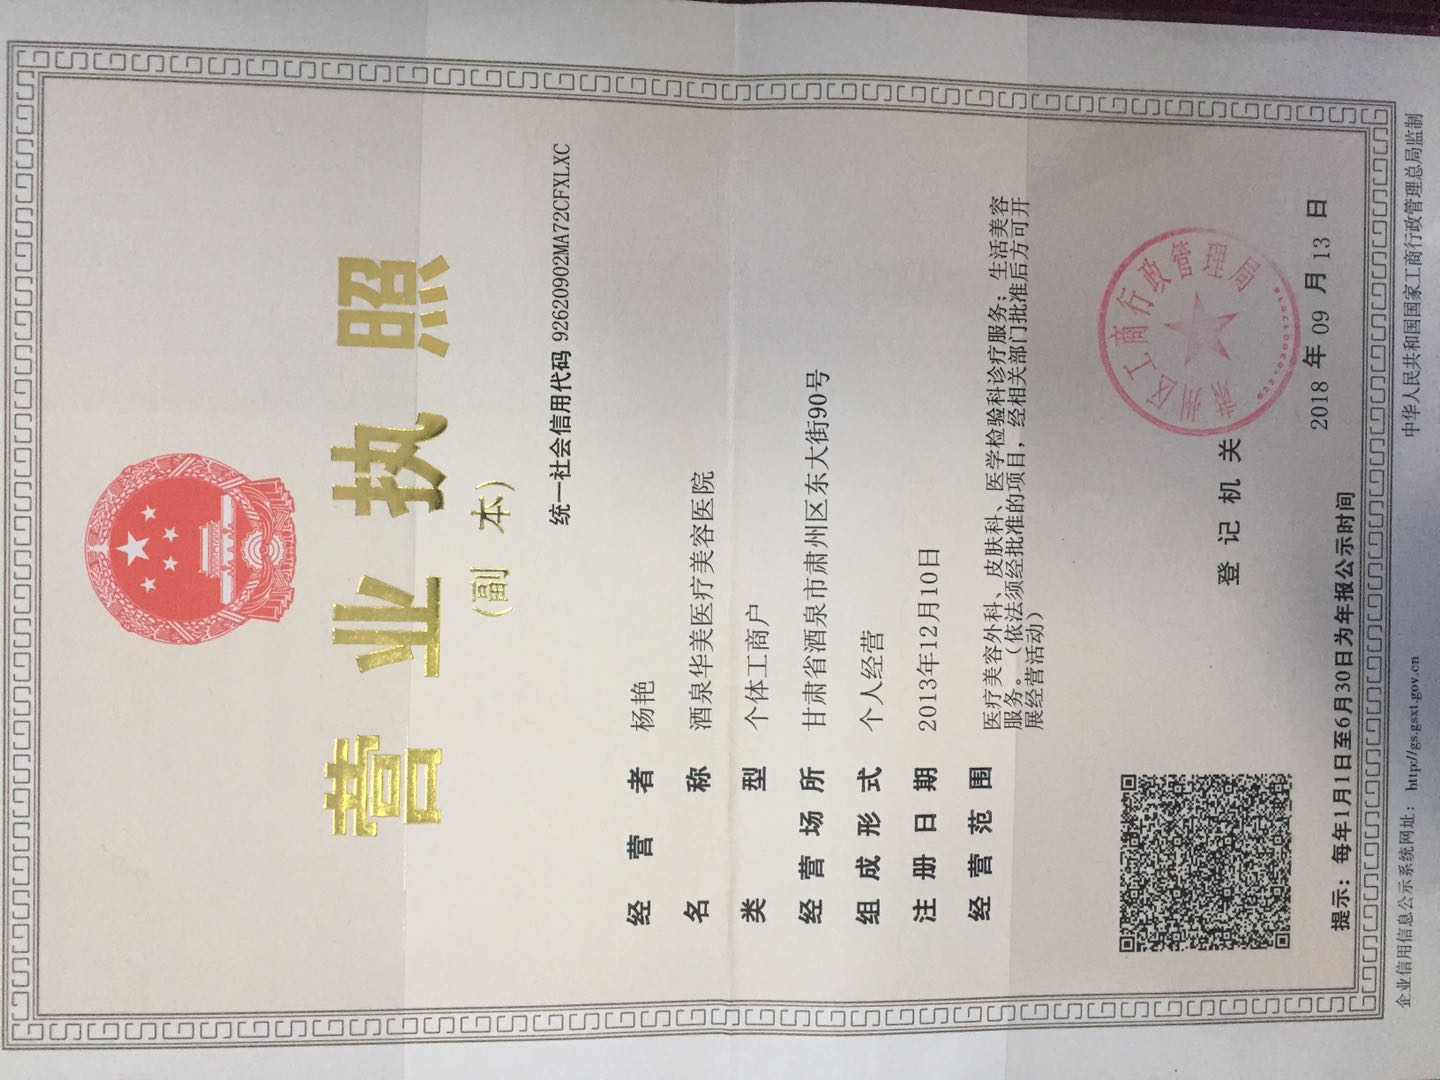 营业执照
(副本)
统一社会信用代码 92620902MA72CFXLXC
经营者 杨艳
名称 酒泉华美医疗美容医院
类型 个体工商户
经营场所 甘肃省酒泉市肃州区东大街90号
组成形式 个人经营
注册日期 2013年12月10日
经营范围 医疗美容外科、皮肤科、医学检验科诊疗服务；生活美容
服务。（依法须经批准的项目，经相关部门批准后方可开
展经营活动）
登记机关
工商行政管理局
2018 年 09 月 13 日
提示：每年1月1日至6月30日为年报公示时间
企业信用信息公示系统网址： http://gs.gsxt.gov.cn
中华人民共和国国家工商行政管理总局监制